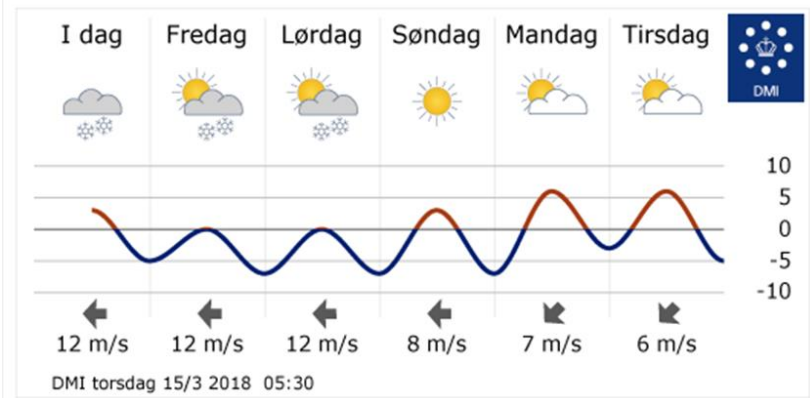 I dag Fredag Lørdag Søndag Mandag Tirsdag
DMI
10
5
0
-5
-10
12 m/s 12 m/s 12 m/s 8 m/s 7 m/s 6 m/s
DMI torsdag 15/3 2018 05:30